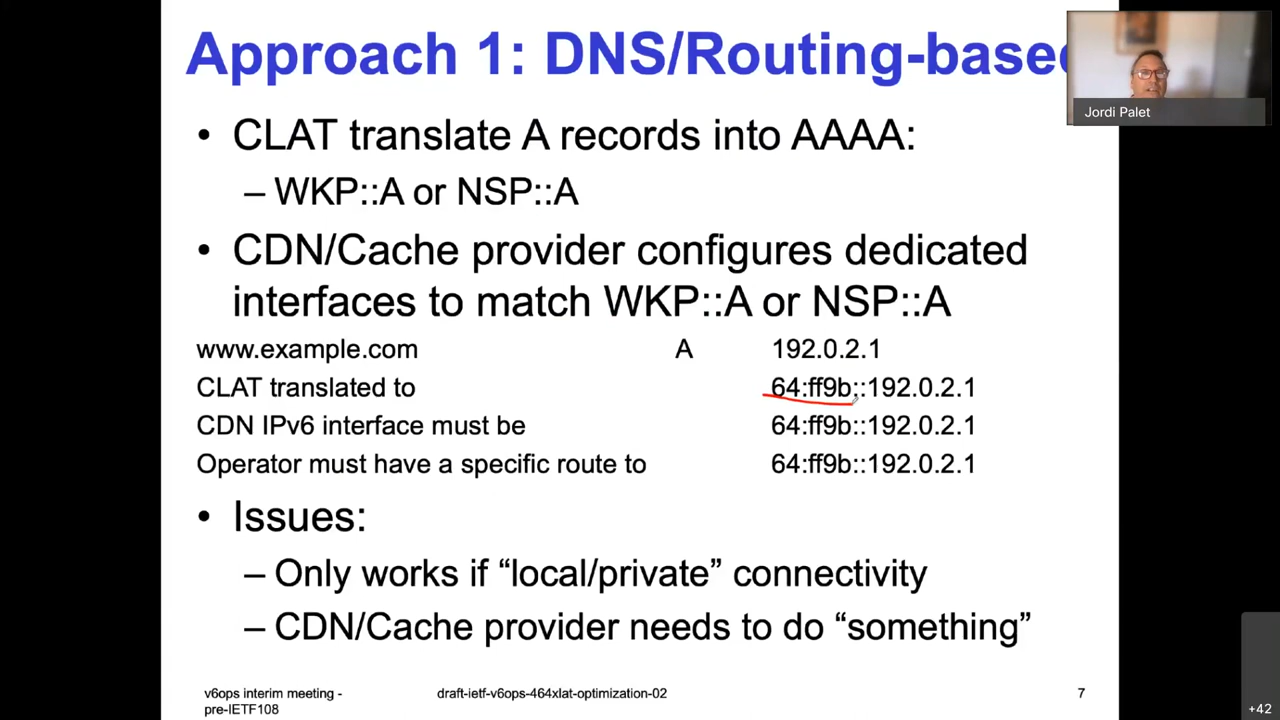 Approach 1: DNS/Routing-based
Jordi Palet
• CLAT translate A records into AAAA:
– WKP::A or NSP::A
• CDN/Cache provider configures dedicated
interfaces to match WKP::A or NSP::A
www.example.com A 192.0.2.1
CLAT translated to 64:ff9b::192.0.2.1
CDN IPv6 interface must be 64:ff9b::192.0.2.1
Operator must have a specific route to 64:ff9b::192.0.2.1
• Issues:
– Only works if “local/private” connectivity
– CDN/Cache provider needs to do “something”
v6ops interim meeting -
pre-IETF108
draft-ietf-v6ops-464xlat-optimization-02
7
+42